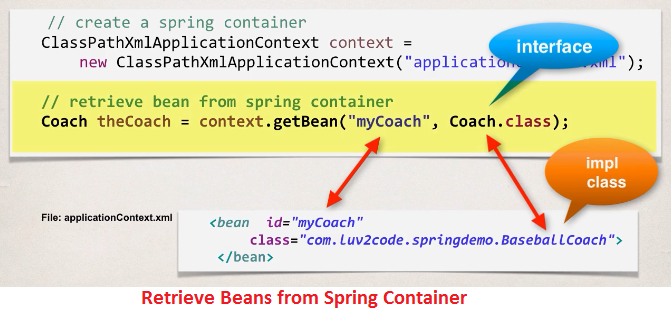 // create a spring container
ClassPathXmlApplicationContext context =
new ClassPathXmlApplicationContext("application xml");
interface
// retrieve bean from spring container
Coach theCoach = context.getBean("myCoach", Coach.class);
impl
class
File: applicationContext.xml
<bean id="myCoach"
class="com.luv2code.springdemo.BaseballCoach">
</bean>
Retrieve Beans from Spring Container